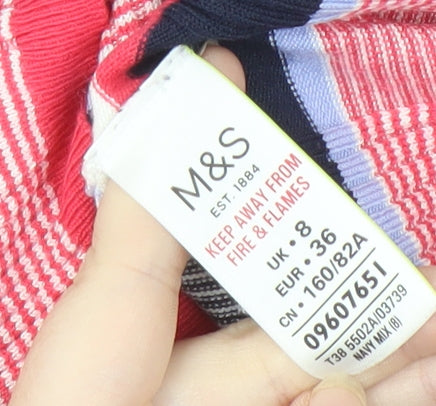 M&S
EST. 1884
KEEP AWAY FROM
FIRE & FLAMES
UK • 8
EUR • 36
CN • 160/82A
09607651
T38 5502A/03739
NAVY MIX (8)